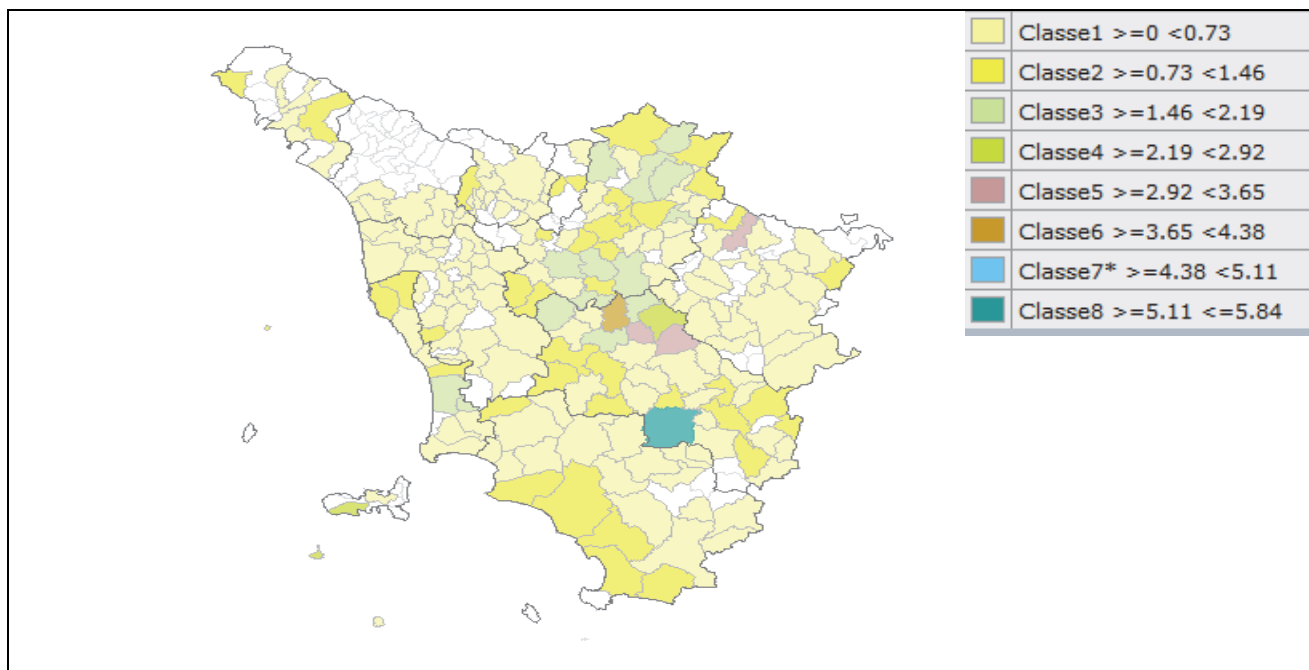 Classe1 >=0 <0.73
Classe2 >=0.73 <1.46
Classe3 >=1.46 <2.19
Classe4 >=2.19 <2.92
Classe5 >=2.92 <3.65
Classe6 >=3.65 <4.38
Classe7* >=4.38 <5.11
Classe8 >=5.11 <=5.84